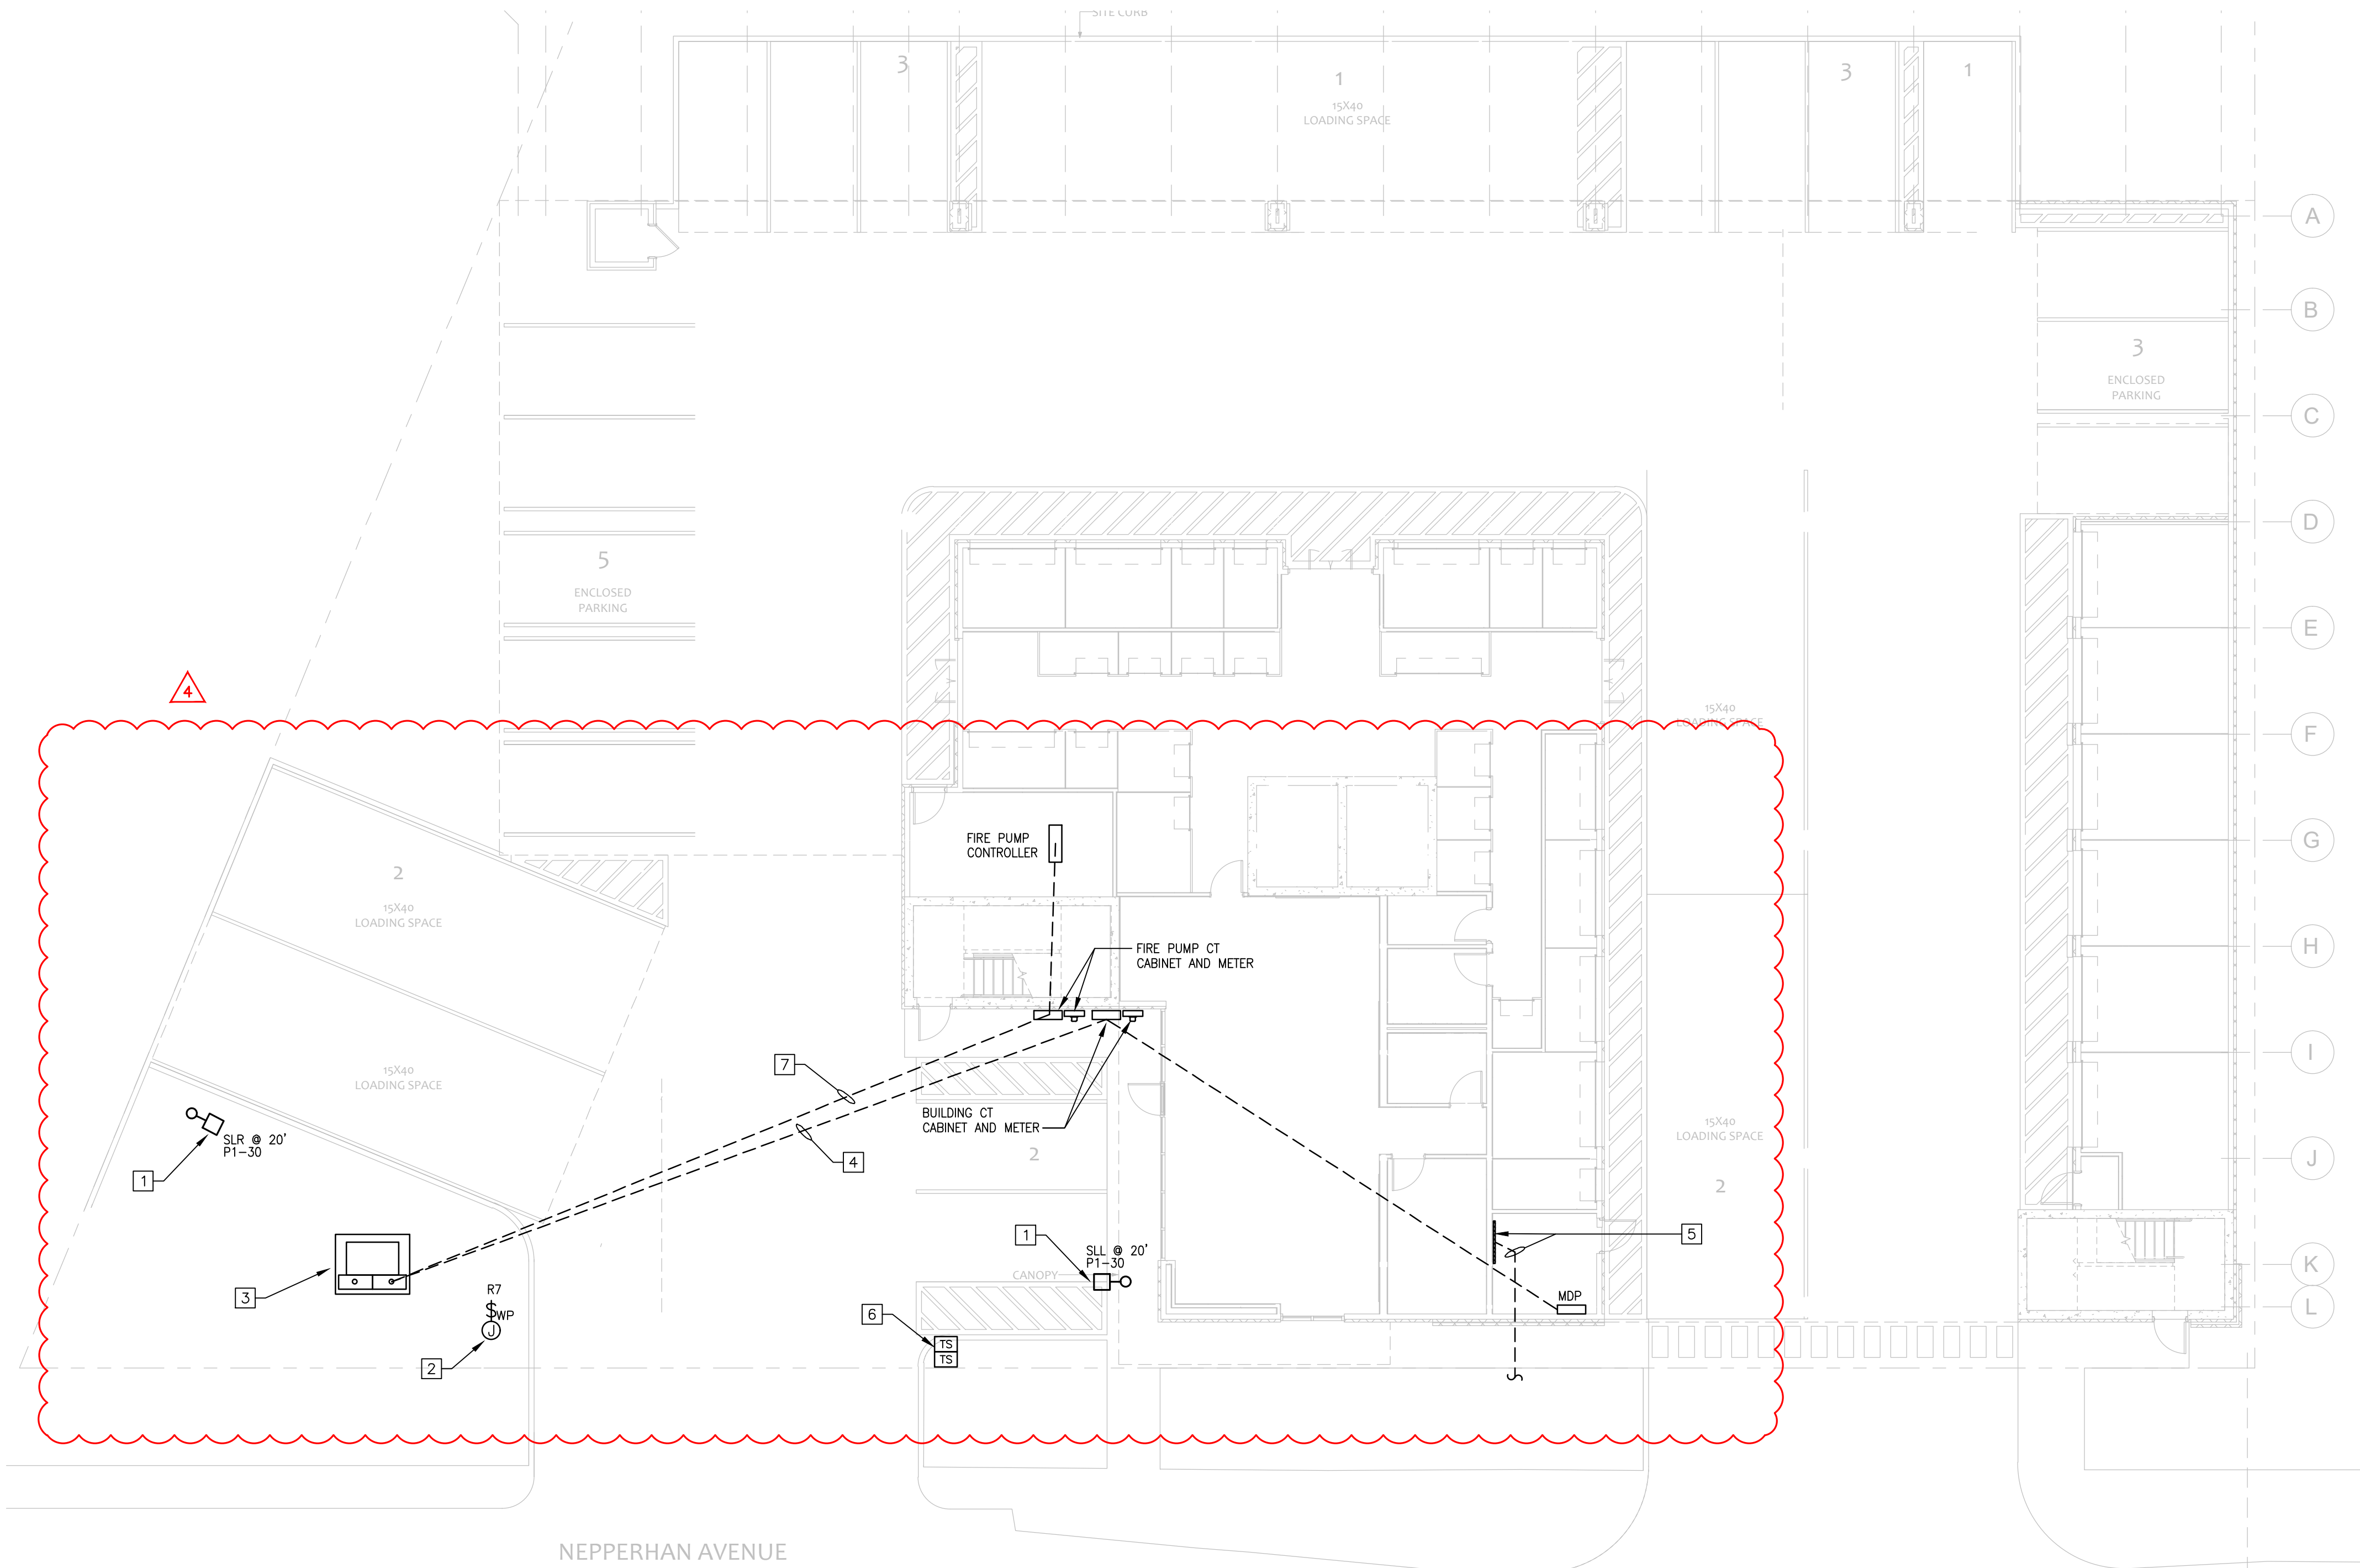 SITE CURB
3
1
15X40
LOADING SPACE
3
1
A
B
3
ENCLOSED
PARKING
C
D
5
ENCLOSED
PARKING
E
4
15X40
LOADING SPACE
F
FIRE PUMP
CONTROLLER
G
2
15X40
LOADING SPACE
FIRE PUMP CT
CABINET AND METER
H
7
15X40
LOADING SPACE
I
BUILDING CT
CABINET AND METER
2
4
15X40
LOADING SPACE
2
J
SLR @ 20'
P1-30
1
1
SLL @ 20'
P1-30
5
CANOPY
K
3
R7
$WP
J
2
6
TS
TS
MDP
L
NEPPERHAN AVENUE